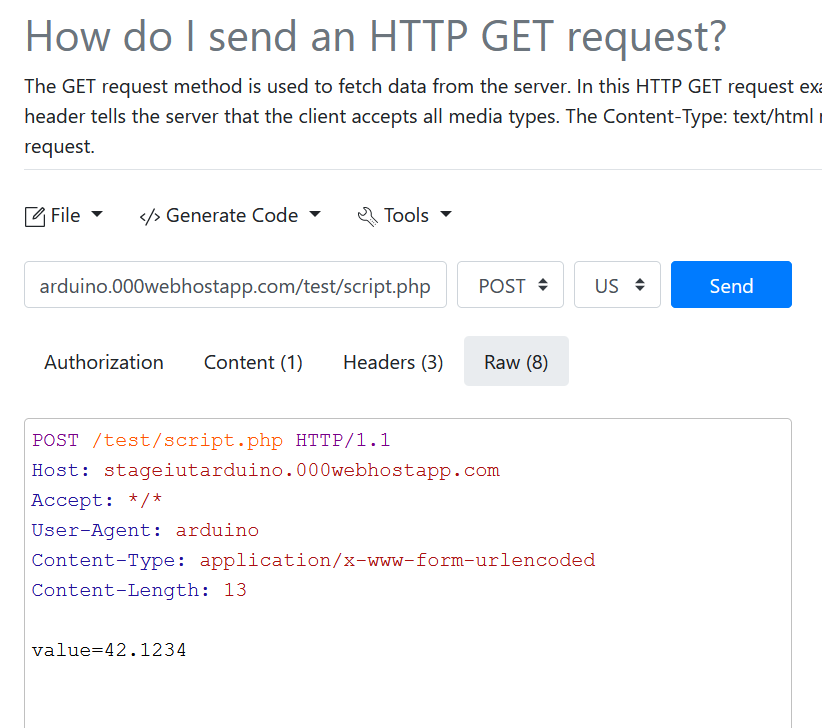 How do I send an HTTP GET request?
The GET request method is used to fetch data from the server. In this HTTP GET request exa
header tells the server that the client accepts all media types. The Content-Type: text/html
request.
File </> Generate Code Tools
arduino.000webhostapp.com/test/script.php POST US Send
Authorization Content (1) Headers (3) Raw (8)
POST /test/script.php HTTP/1.1
Host: stageiutarduino.000webhostapp.com
Accept: */*
User-Agent: arduino
Content-Type: application/x-www-form-urlencoded
Content-Length: 13
value=42.1234